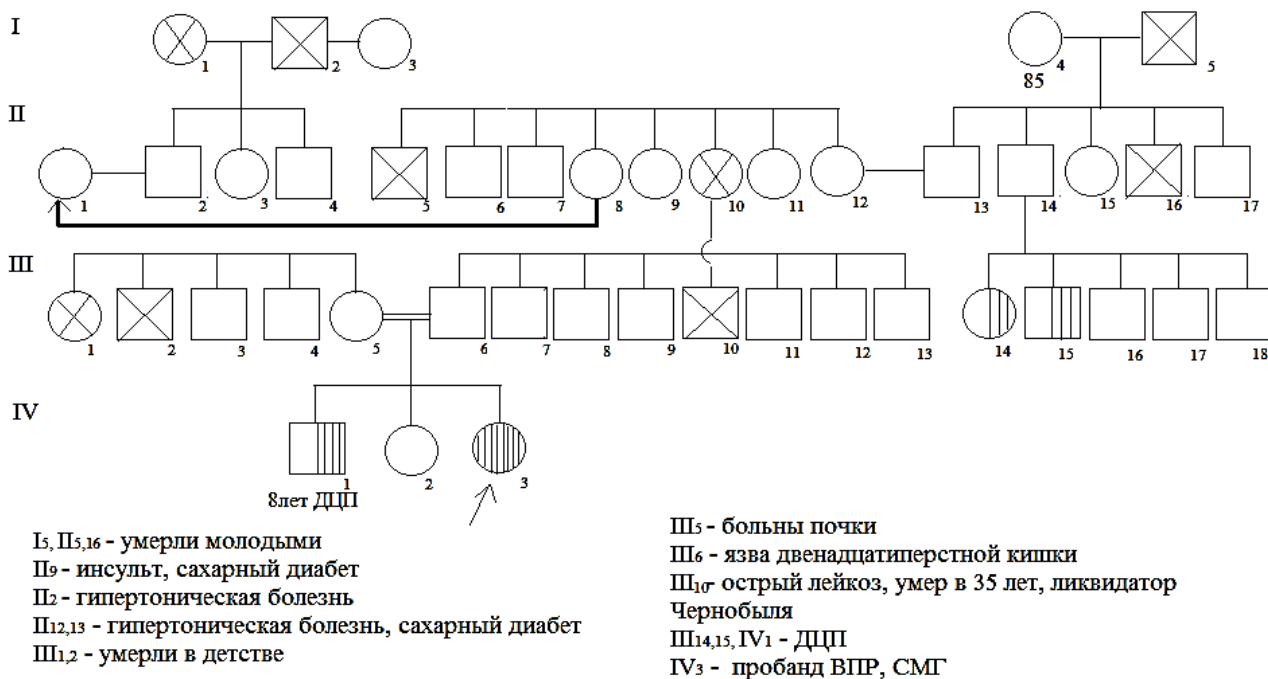 I
1
2
3
4
85
5
II
1
2
3
4
5
6
7
8
9
10
11
12
13
14
15
16
17
III
1
2
3
4
5
6
7
8
9
10
11
12
13
14
15
16
17
18
IV
1
2
3
8лет ДЦП
I5, II5,16 - умерли молодыми
II9 - инсульт, сахарный диабет
II2 - гипертоническая болезнь
II12,13 - гипертоническая болезнь, сахарный диабет
III1,2 - умерли в детстве
III5 - больны почки
III6 - язва двенадцатиперстной кишки
III10- острый лейкоз, умер в 35 лет, ликвидатор
Чернобыля
III14,15, IV1 - ДЦП
IV3 - пробанд ВПР, СМГ